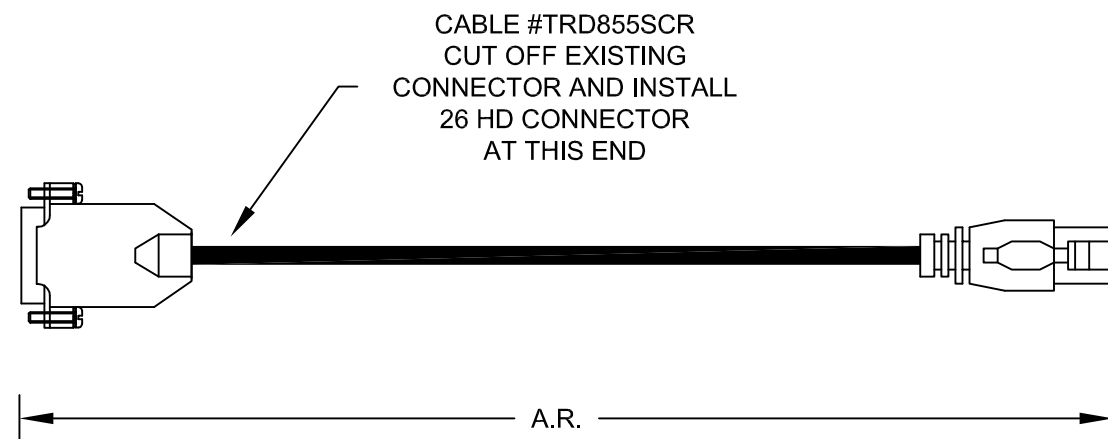 CABLE #TRD855SCR
CUT OFF EXISTING
CONNECTOR AND INSTALL
26 HD CONNECTOR
AT THIS END
A.R.